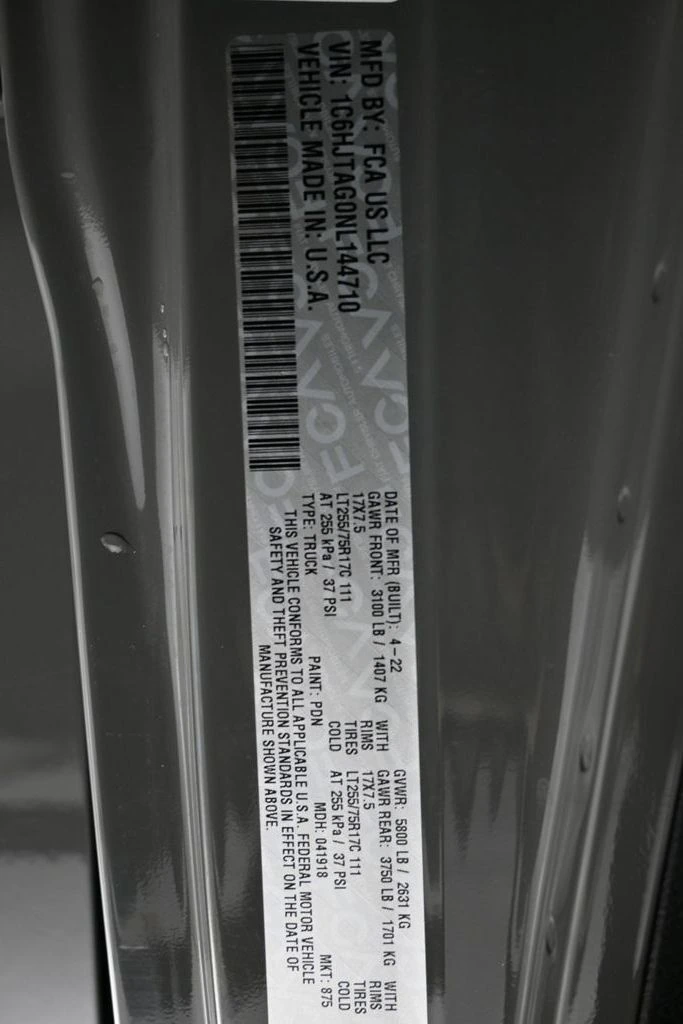 MFD BY: FCA US LLC
VIN: 1C6HJTAG0NL144710
VEHICLE MADE IN: U.S.A.
DATE OF MFR (BUILT): 4-22 GVWR: 5800 LB / 2631 KG
GAWR FRONT: 3100 LB / 1407 KG WITH GAWR REAR: 3750 LB / 1701 KG WITH
17X7.5 RIMS 17X7.5 RIMS
LT255/75R17C 111 TIRES LT255/75R17C 111 TIRES
AT 255 kPa / 37 PSI COLD AT 255 kPa / 37 PSI COLD
TYPE: TRUCK PAINT: PDN MDH: 041918 MKT: 875
THIS VEHICLE CONFORMS TO ALL APPLICABLE U.S.A. FEDERAL MOTOR VEHICLE
SAFETY AND THEFT PREVENTION STANDARDS IN EFFECT ON THE DATE OF
MANUFACTURE SHOWN ABOVE.